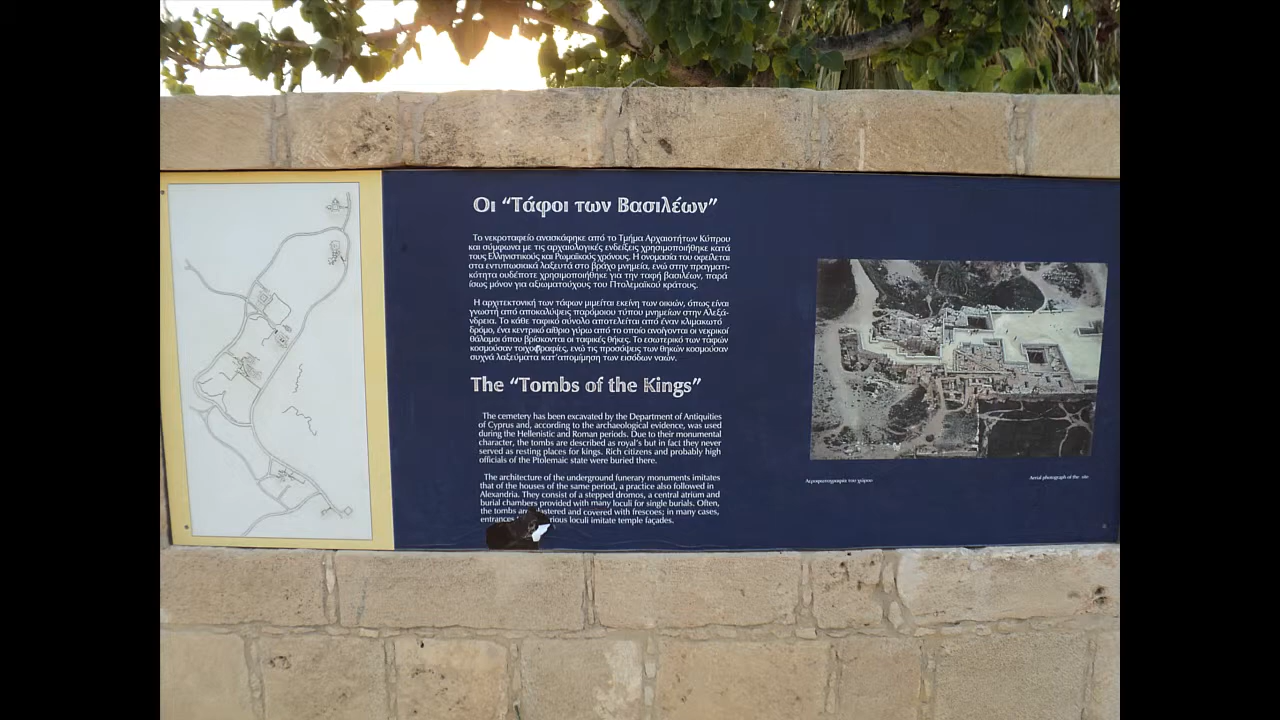 Οι “Τάφοι των Βασιλέων”
Το νεκροταφείο ανασκάφηκε από το Τμήμα Αρχαιοτήτων Κύπρου
και σύμφωνα με τις αρχαιολογικές ενδείξεις χρησιμοποιήθηκε κατά
τους Ελληνιστικούς και Ρωμαϊκούς χρόνους. Η ονομασία του οφείλεται
στα εντυπωσιακά λαξευτά στο βράχο μνημεία, ενώ στην πραγματι-
κότητα ουδέποτε χρησιμοποιήθηκε για την ταφή βασιλέων, παρά
ίσως μόνον για αξιωματούχους του Πτολεμαϊκού κράτους.
Η αρχιτεκτονική των τάφων μιμείται εκείνη των οικιών, όπως είναι
γνωστή από αποκαλύψεις παρόμοιου τύπου μνημείων στην Αλεξά-
νδρεια. Το κάθε ταφικό σύνολο αποτελείται από έναν κλιμακωτό
δρόμο, ένα κεντρικό αίθριο γύρω από το οποίο ανοίγονται οι νεκρικοί
θάλαμοι όπου βρίσκονται οι ταφικές θήκες. Το εσωτερικό των τάφων
κοσμούσαν τοιχογραφίες, ενώ τις προσόψεις των θηκών κοσμούσαν
συχνά λαξεύματα κατ’απομίμηση των εισόδων ναών.
The “Tombs of the Kings”
The cemetery has been excavated by the Department of Antiquities
of Cyprus and, according to the archaeological evidence, was used
during the Hellenistic and Roman periods. Due to their monumental
character, the tombs are described as royal’s but in fact they never
served as resting places for kings. Rich citizens and probably high
officials of the Ptolemaic state were buried there.
The architecture of the underground funerary monuments imitates
that of the houses of the same period, a practice also followed in
Alexandria. They consist of a stepped dromos, a central atrium and
burial chambers provided with many loculi for single burials. Often,
the tombs are and covered with frescoes; in many cases,
entrances loculi imitate temple façades.
Αεροφωτογραφία του χώρου
Aerial photograph of the site